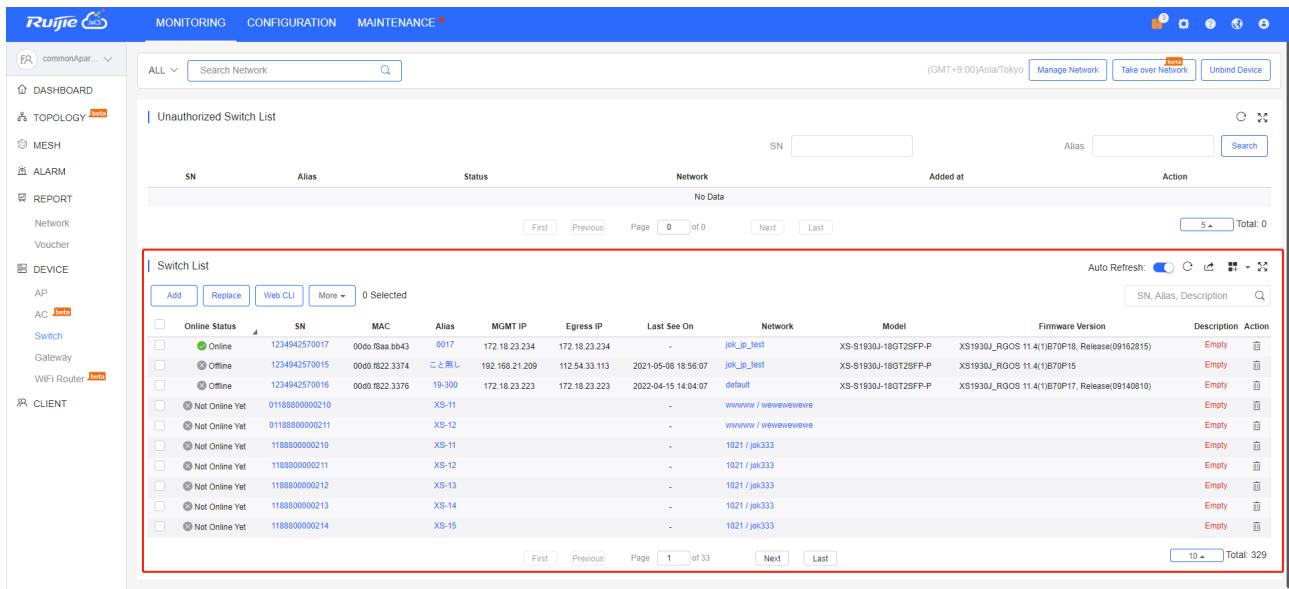 Ruijie JaCS MONITORING CONFIGURATION MAINTENANCE 3
commonApar...
ALL Search Network (GMT+9:00)Asia/Tokyo Manage Network Take over Network beta Unbind Device
DASHBOARD
TOPOLOGY beta
MESH
ALARM
REPORT
Network
Voucher
DEVICE
AP
AC beta
Switch
Gateway
WiFi Router beta
CLIENT
Unauthorized Switch List
SN Alias Search
SN Alias Status Network Added at Action
No Data
First Previous Page 0 of 0 Next Last 5 Total: 0
Switch List Auto Refresh:
Add Replace Web CLI More 0 Selected SN, Alias, Description
Online Status SN MAC Alias MGMT IP Egress IP Last See On Network Model Firmware Version Description Action
Online 1234942570017 00do.f8aa.bb43 0017 172.18.23.234 172.18.23.234 - jok_jp_test XS-S1930J-18GT2SFP-P XS1930J_RGOS 11.4(1)B70P18, Release(09162815) Empty
Offline 1234942570015 00d0.f822.3374 こと無し 192.168.21.209 112.54.33.113 2021-05-08 18:56:07 jok_jp_test XS-S1930J-18GT2SFP-P XS1930J_RGOS 11.4(1)B70P15 Empty
Offline 1234942570016 00d0.f822.3376 19-300 172.18.23.223 172.18.23.223 2022-04-15 14:04:07 default XS-S1930J-18GT2SFP-P XS1930J_RGOS 11.4(1)B70P17, Release(09140810) Empty
Not Online Yet 01188800000210 XS-11 - wwwww / wewewewewe Empty
Not Online Yet 01188800000211 XS-12 - wwwww / wewewewewe Empty
Not Online Yet 1188800000210 XS-11 - 1021 / jok333 Empty
Not Online Yet 1188800000211 XS-12 - 1021 / jok333 Empty
Not Online Yet 1188800000212 XS-13 - 1021 / jok333 Empty
Not Online Yet 1188800000213 XS-14 - 1021 / jok333 Empty
Not Online Yet 1188800000214 XS-15 - 1021 / jok333 Empty
First Previous Page 1 of 33 Next Last 10 Total: 329